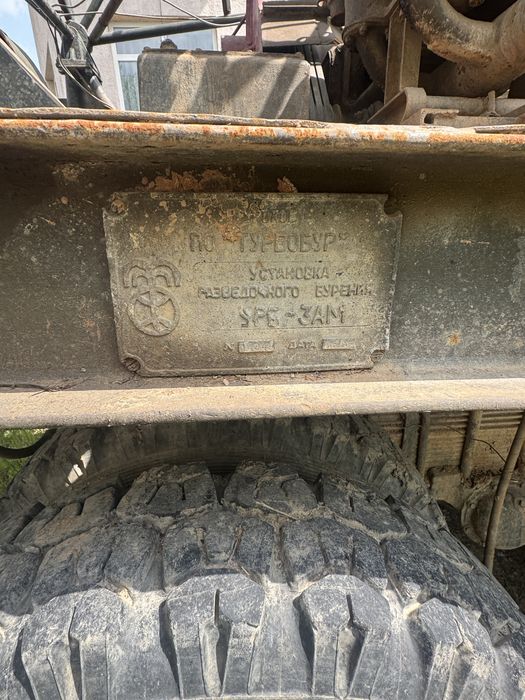 ПО "ТУРБОБУР"
УСТАНОВКА
РАЗВЕДОЧНОГО БУРЕНИЯ
УРБ-3АМ
№ ДАТА